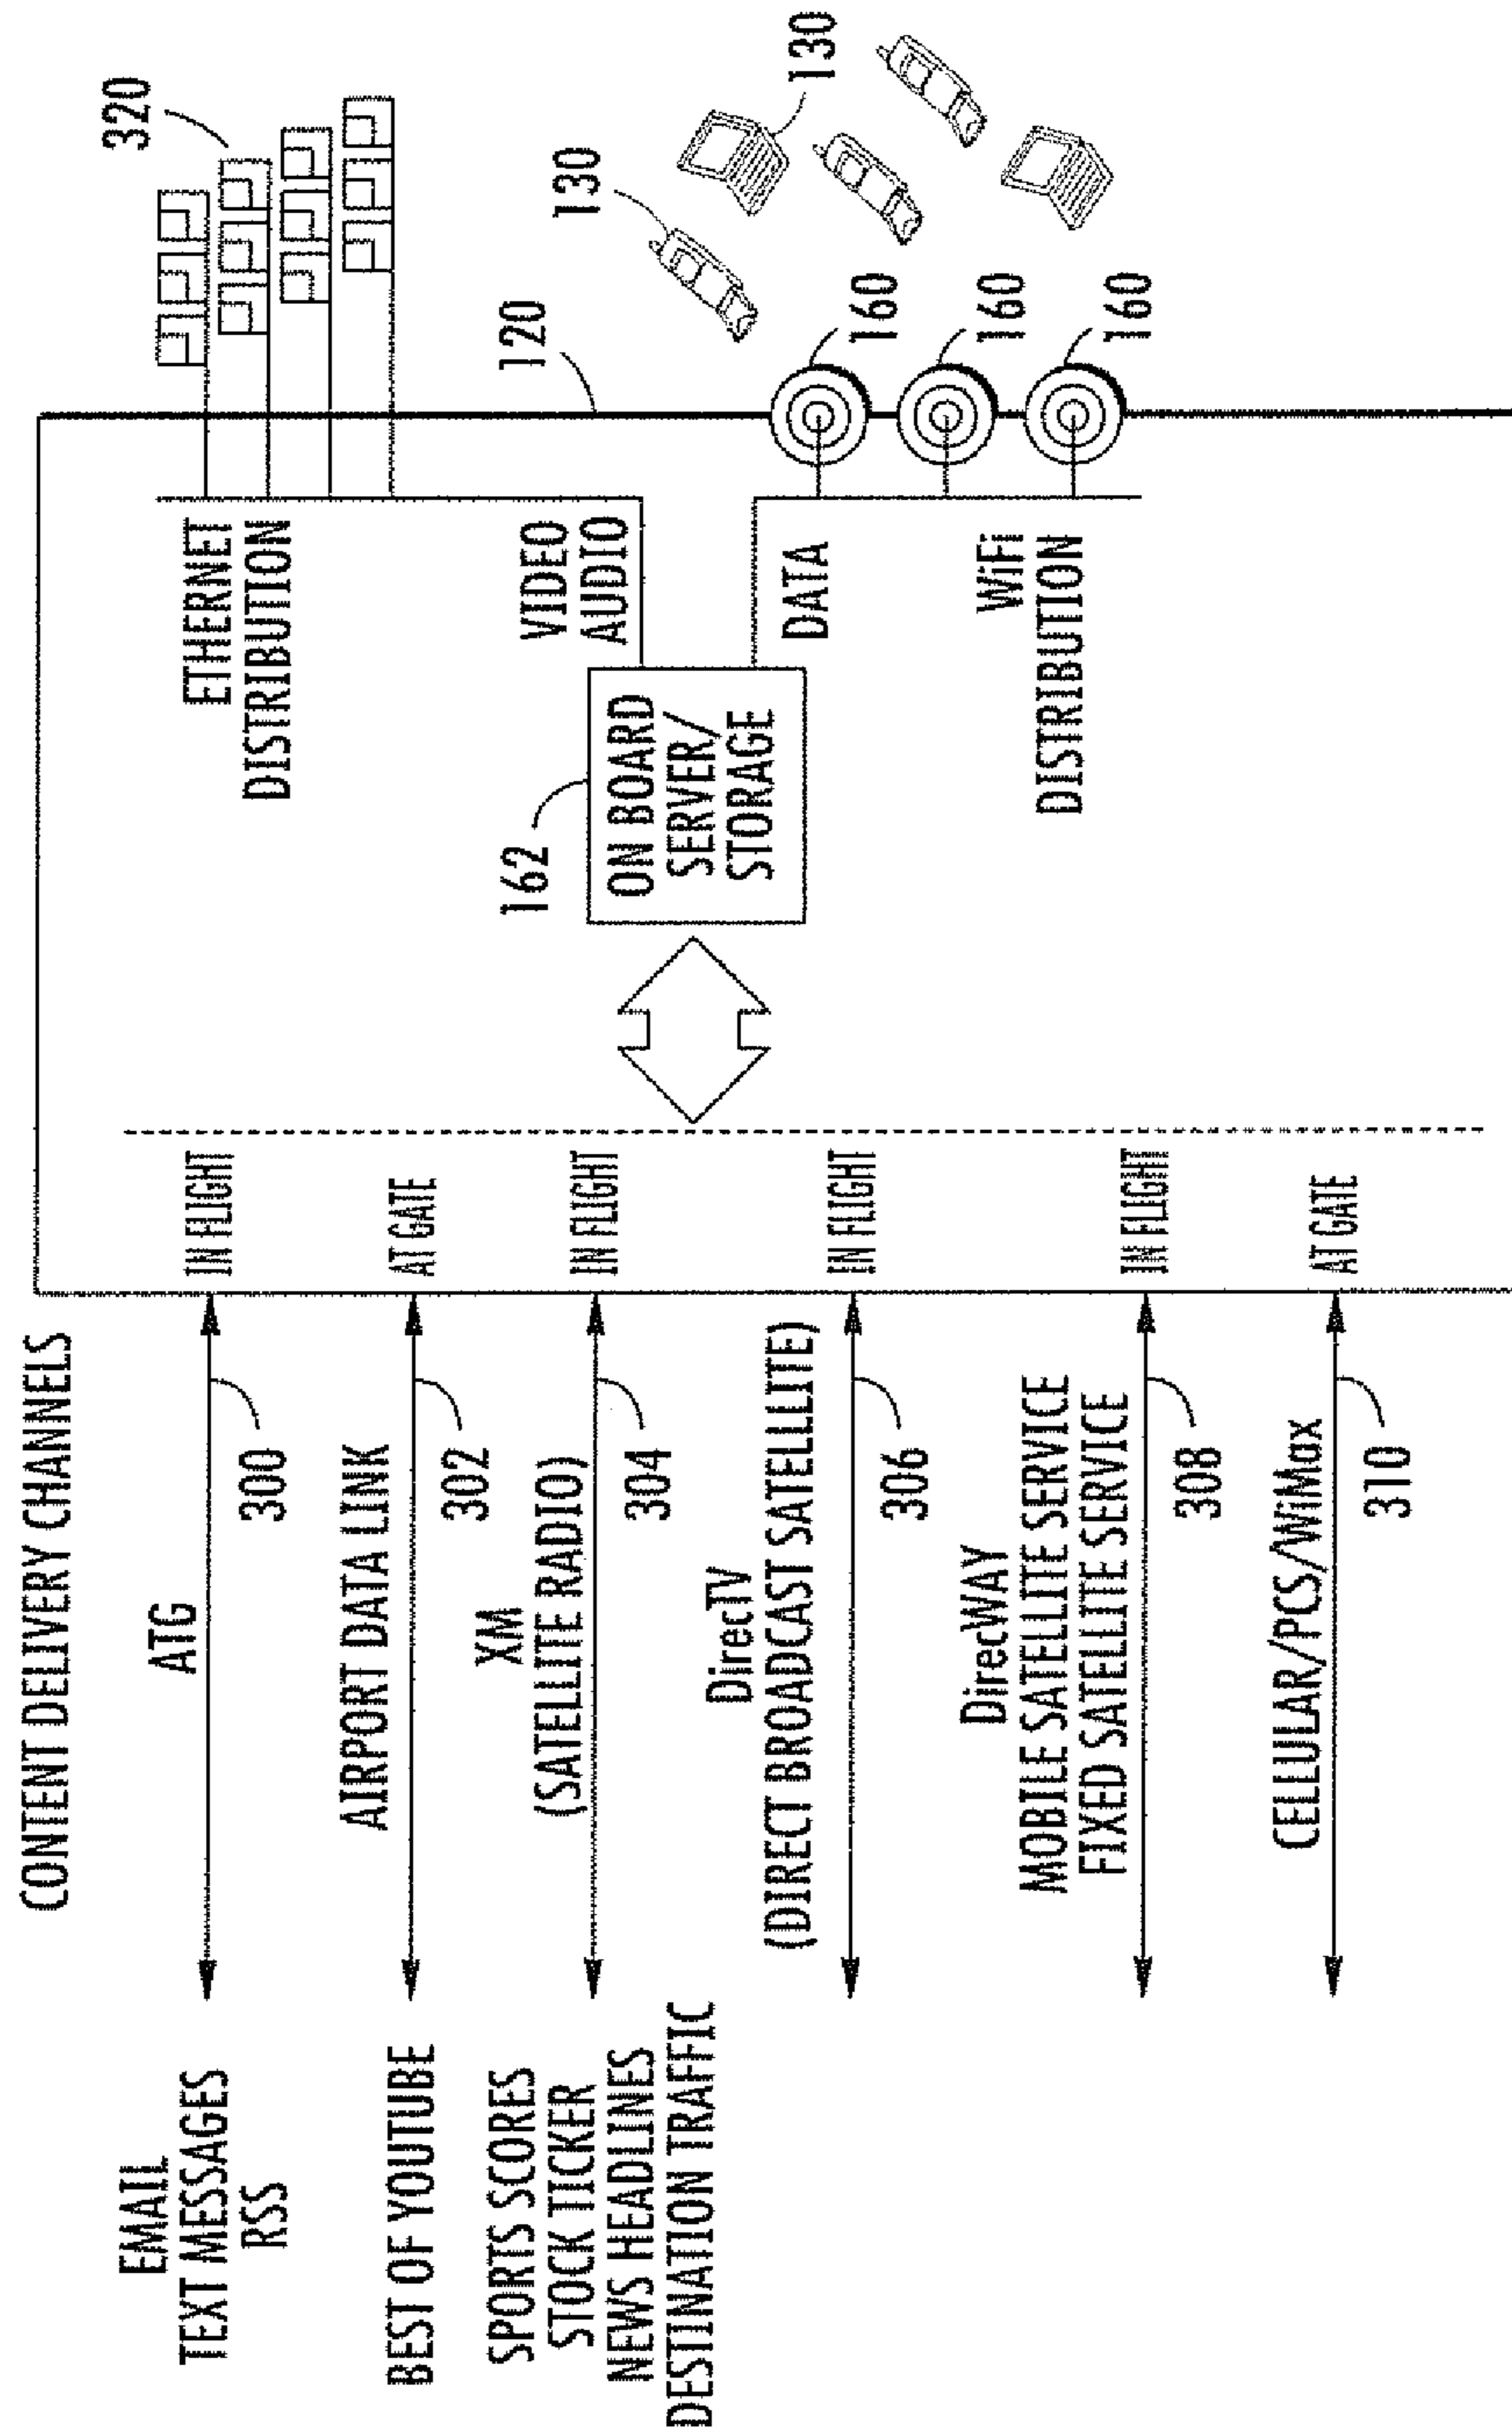 CONTENT DELIVERY CHANNELS
EMAIL
TEXT MESSAGES
RSS
ATG
300
IN FLIGHT
BEST OF YOUTUBE
AIRPORT DATA LINK
302
AT GATE
SPORTS SCORES
STOCK TICKER
NEWS HEADLINES
DESTINATION TRAFFIC
XM
(SATELLITE RADIO)
304
IN FLIGHT
DirecTV
(DIRECT BROADCAST SATELLLITE)
306
IN FLIGHT
DirecWAY
MOBILE SATELLITE SERVICE
FIXED SATELLITE SERVICE
308
IN FLIGHT
CELLULAR/PCS/WiMax
310
AT GATE
162
ON BOARD
SERVER/
STORAGE
ETHERNET
DISTRIBUTION
VIDEO
AUDIO
DATA
WiFi
DISTRIBUTION
320
120
130
130
160
160
160